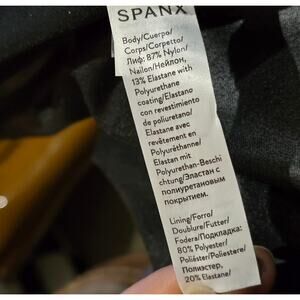 SPANX
Body/Cuerpo/
Corps/Corpetto/
Лиф: 87% Nylon/
Nailon/Нейлон,
13% Elastane with
Polyurethane
coating/Elastano
con revestimiento
de poliuretano/
Elastane avec
revêtement en
Polyuréthanne/
Elastan mit
Polyurethan-Beschi
chtung/Эластан с
полиуретановым
покрытием.
Lining/Forro/
Doublure/Futter/
Fodera/Подкладка:
80% Polyester/
Poliéster/Poliestere/
Полиэстер,
20% Elastane/